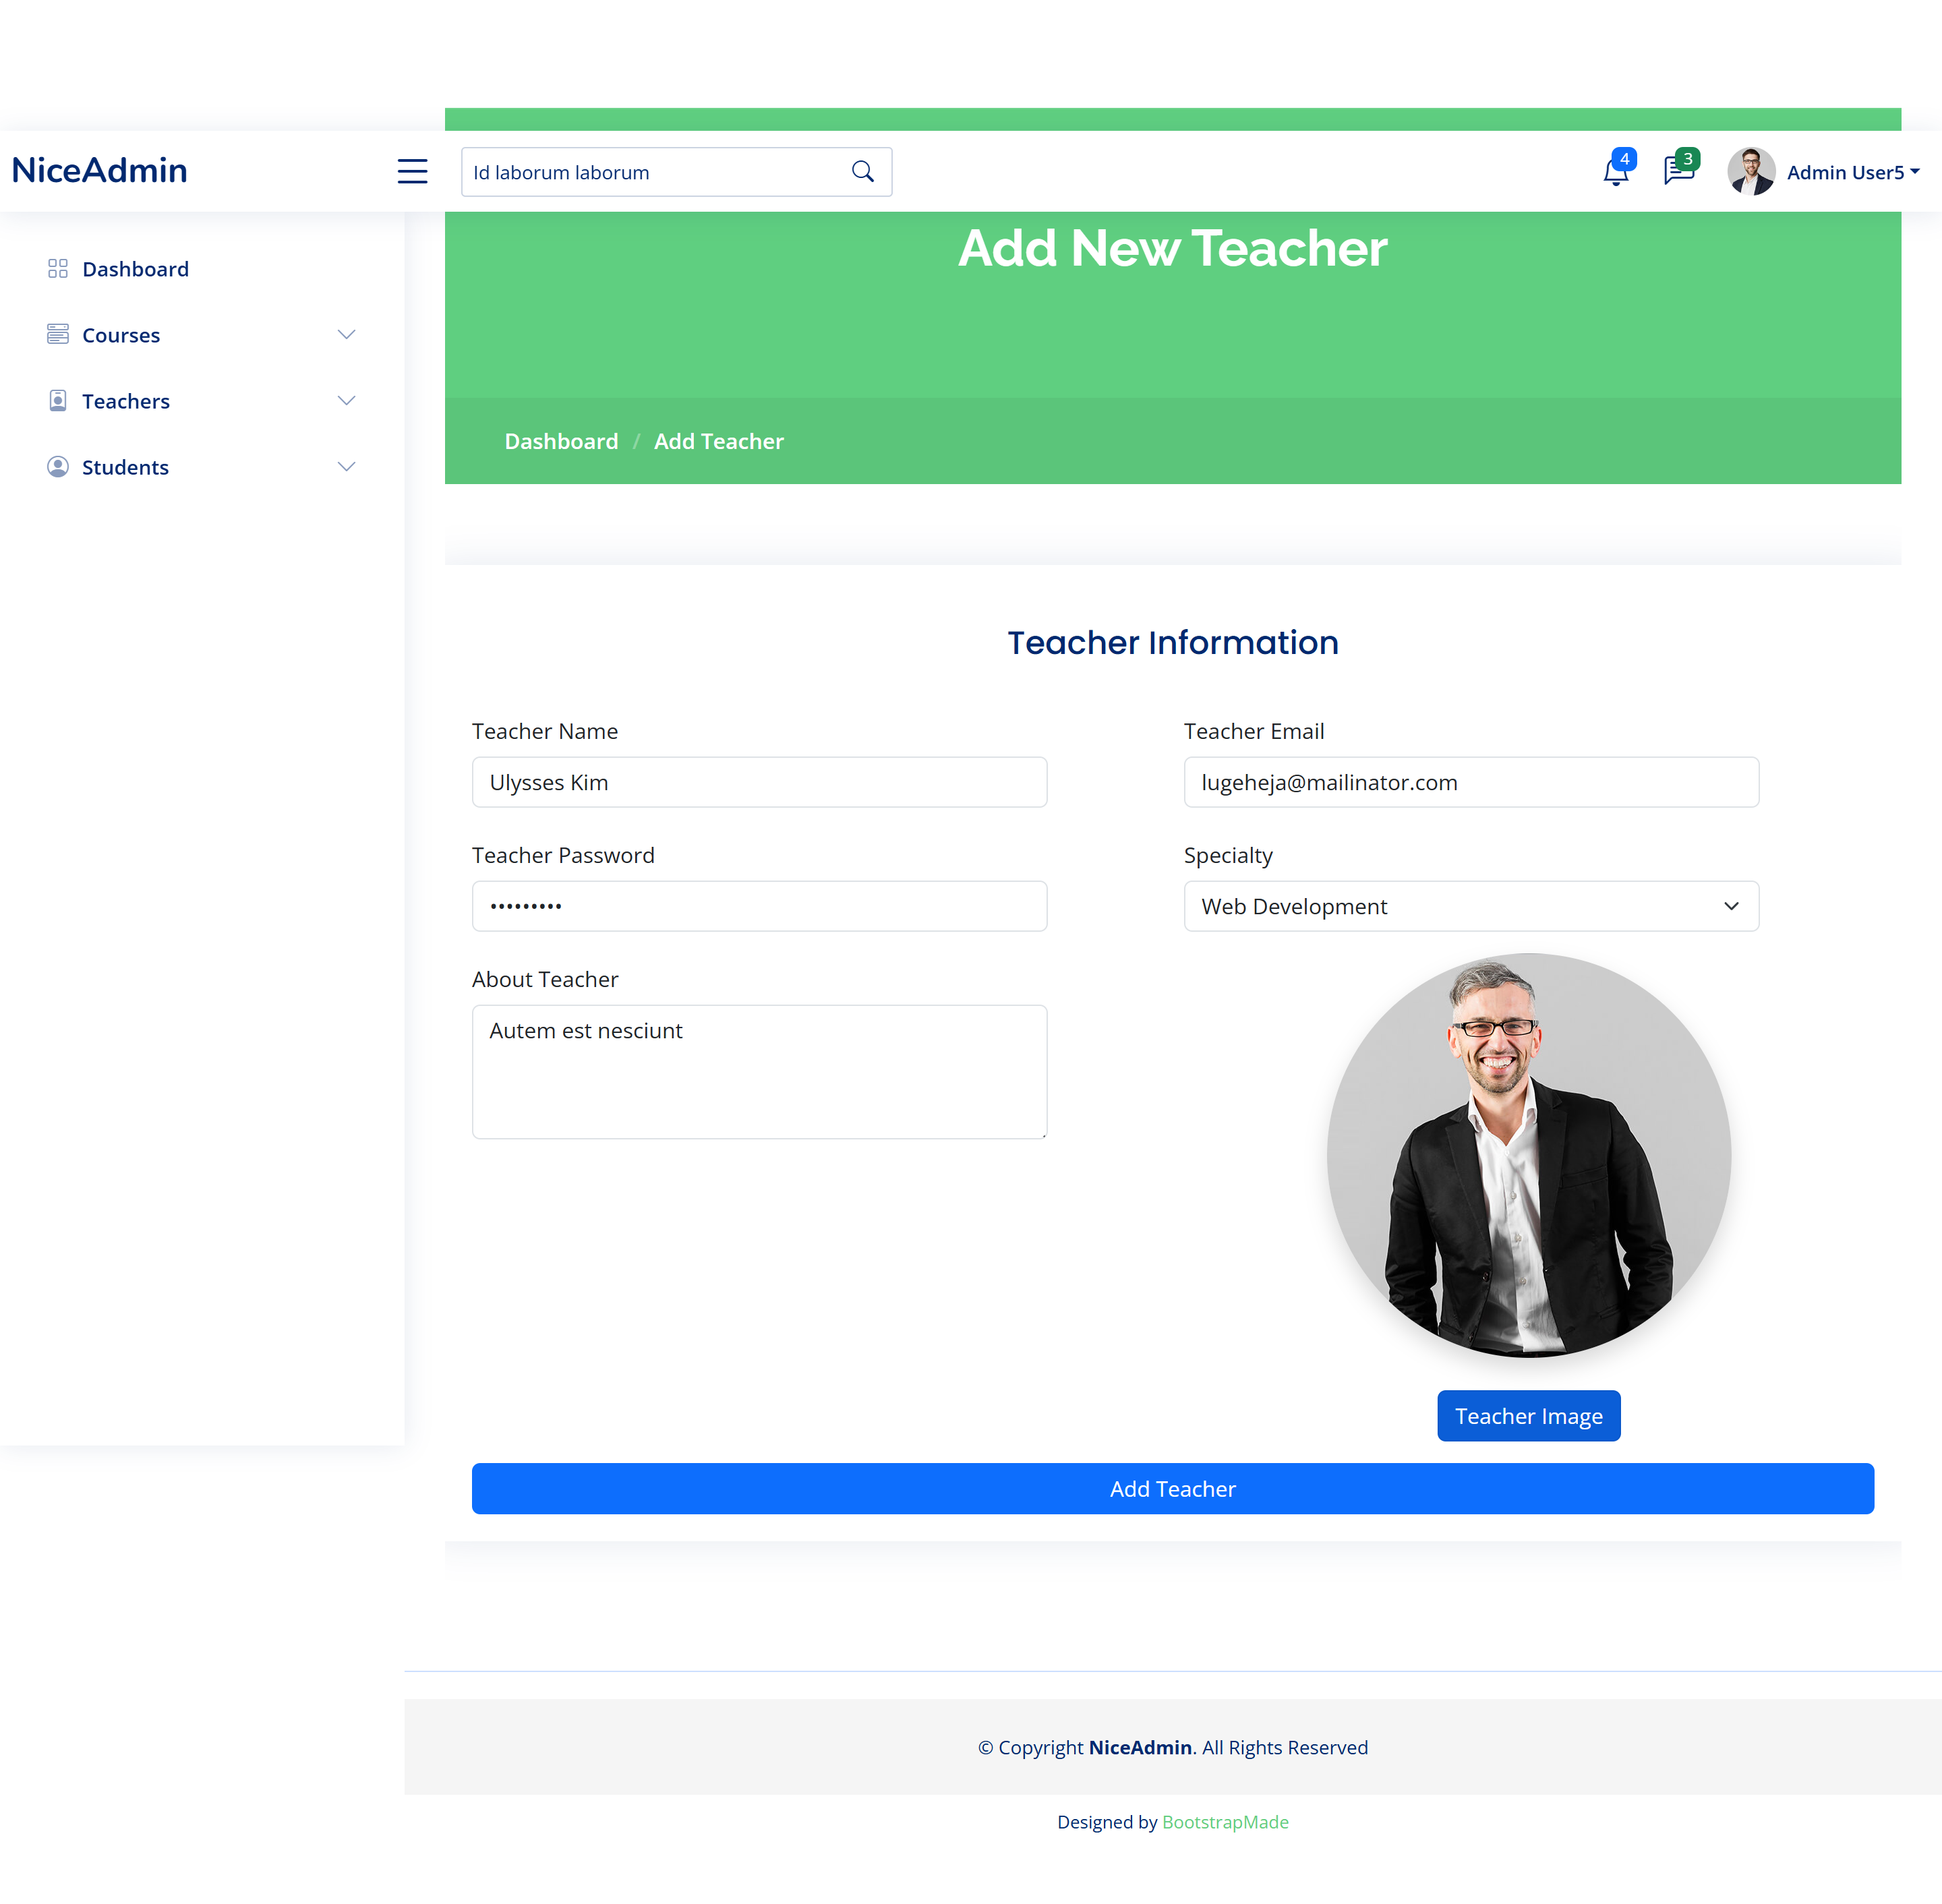 NiceAdmin
Id laborum laborum
4
3
Admin User5
Add New Teacher
Dashboard
Courses
Teachers
Students
Dashboard / Add Teacher
Teacher Information
Teacher Name
Teacher Email
Ulysses Kim
lugeheja@mailinator.com
Teacher Password
Specialty
•••••••••
Web Development
About Teacher
Autem est nesciunt
Teacher Image
Add Teacher
© Copyright NiceAdmin. All Rights Reserved
Designed by BootstrapMade